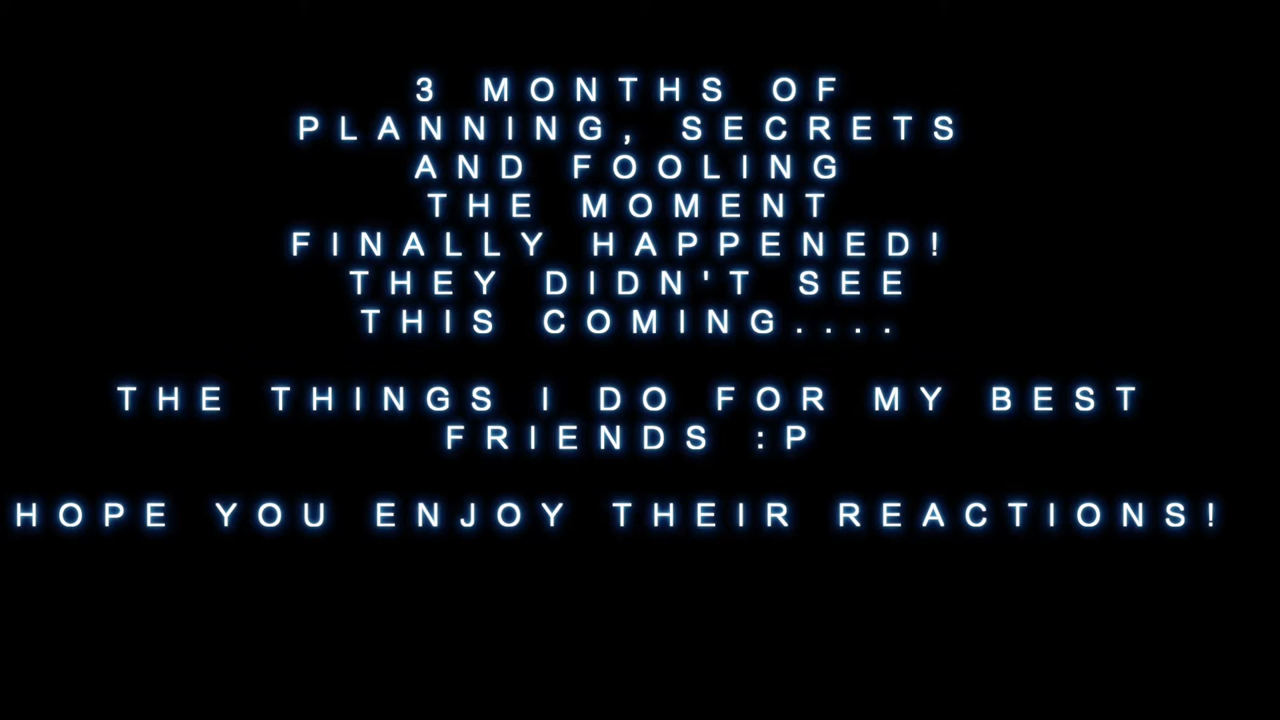 3 MONTHS OF
PLANNING, SECRETS
AND FOOLING
THE MOMENT
FINALLY HAPPENED!
THEY DIDN'T SEE
THIS COMING....
THE THINGS I DO FOR MY BEST
FRIENDS :P
HOPE YOU ENJOY THEIR REACTIONS!